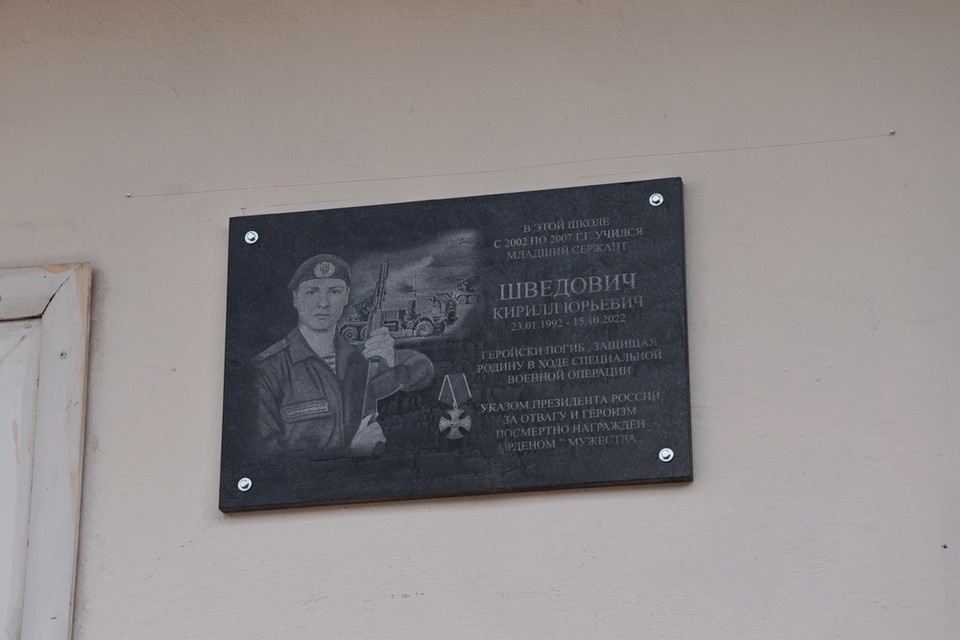 В ЭТОЙ ШКОЛЕ
С 2002 ПО 2007 Г.Г. УЧИЛСЯ
МЛАДШИЙ СЕРЖАНТ
ШВЕДОВИЧ
КИРИЛЛ ЮРЬЕВИЧ
23.01.1992 - 15.10.2022
ГЕРОЙСКИ ПОГИБ , ЗАЩИЩАЯ
РОДИНУ В ХОДЕ СПЕЦИАЛЬНОЙ
ВОЕННОЙ ОПЕРАЦИИ
УКАЗОМ ПРЕЗИДЕНТА РОССИИ,
ЗА ОТВАГУ И ГЕРОИЗМ
ПОСМЕРТНО НАГРАЖДЕН
ОРДЕНОМ " МУЖЕСТВА